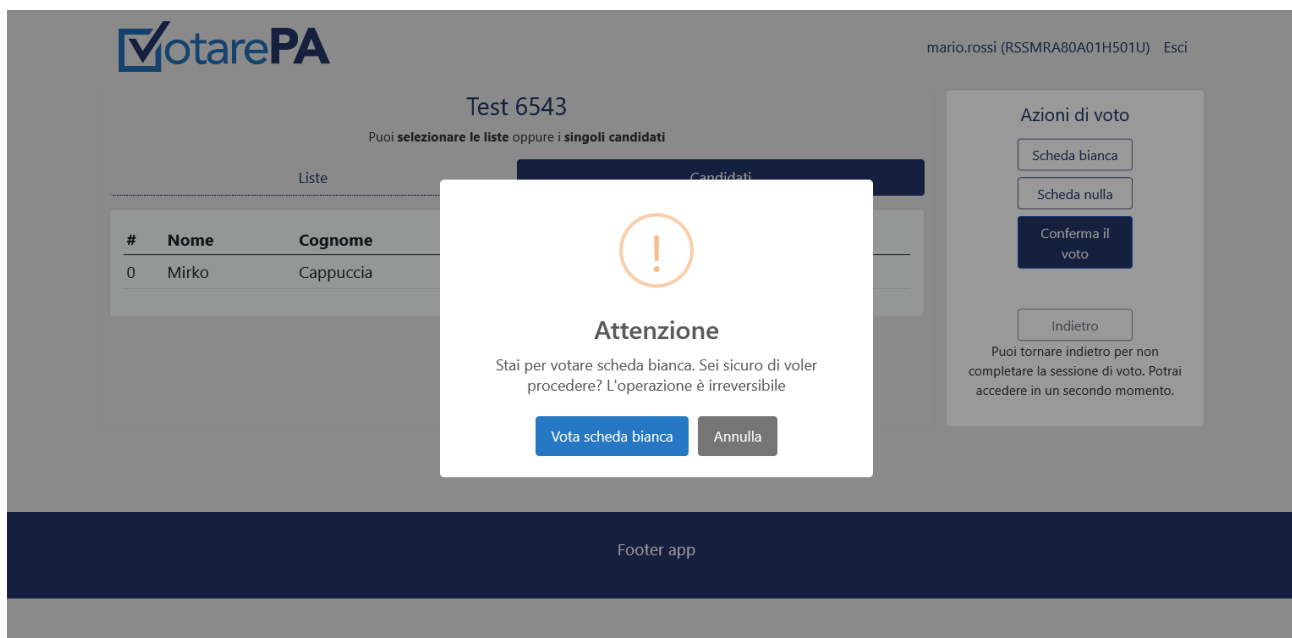 VotarePA
mario.rossi (RSSMRA80A01H501U) Esci
Test 6543
Puoi selezionare le liste oppure i singoli candidati
Liste
Candidati
# Nome Cognome
0 Mirko Cappuccia
!
Attenzione
Stai per votare scheda bianca. Sei sicuro di voler
procedere? L'operazione è irreversibile
Vota scheda bianca Annulla
Azioni di voto
Scheda bianca
Scheda nulla
Conferma il
voto
Indietro
Puoi tornare indietro per non
completare la sessione di voto. Potrai
accedere in un secondo momento.
Footer app